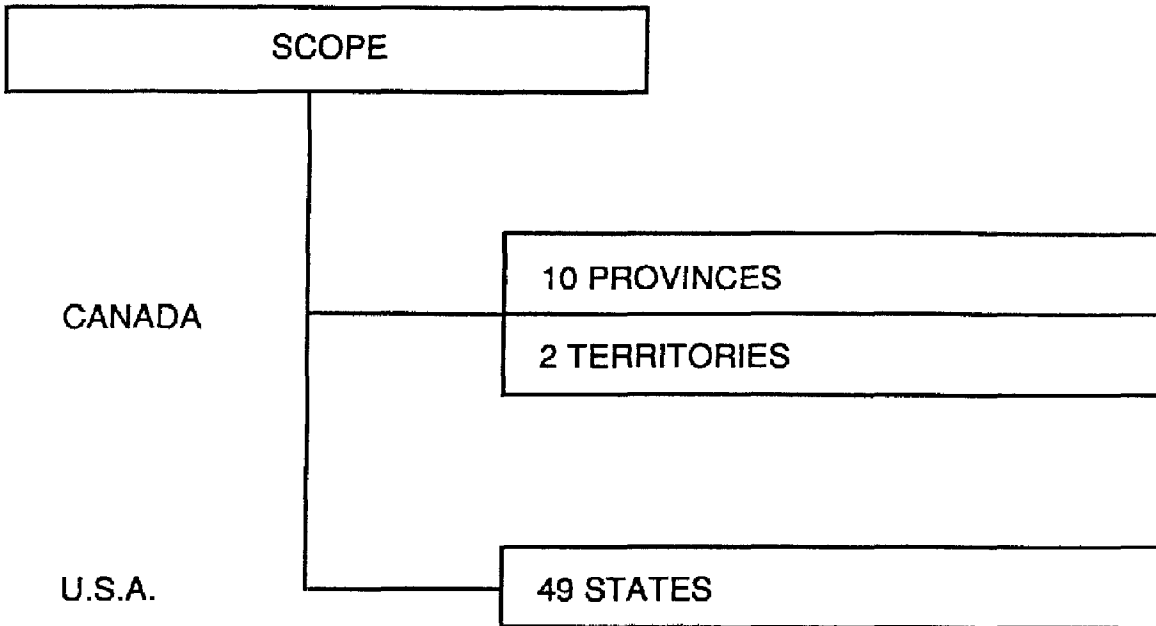 SCOPE
CANADA
10 PROVINCES
2 TERRITORIES
U.S.A.
49 STATES